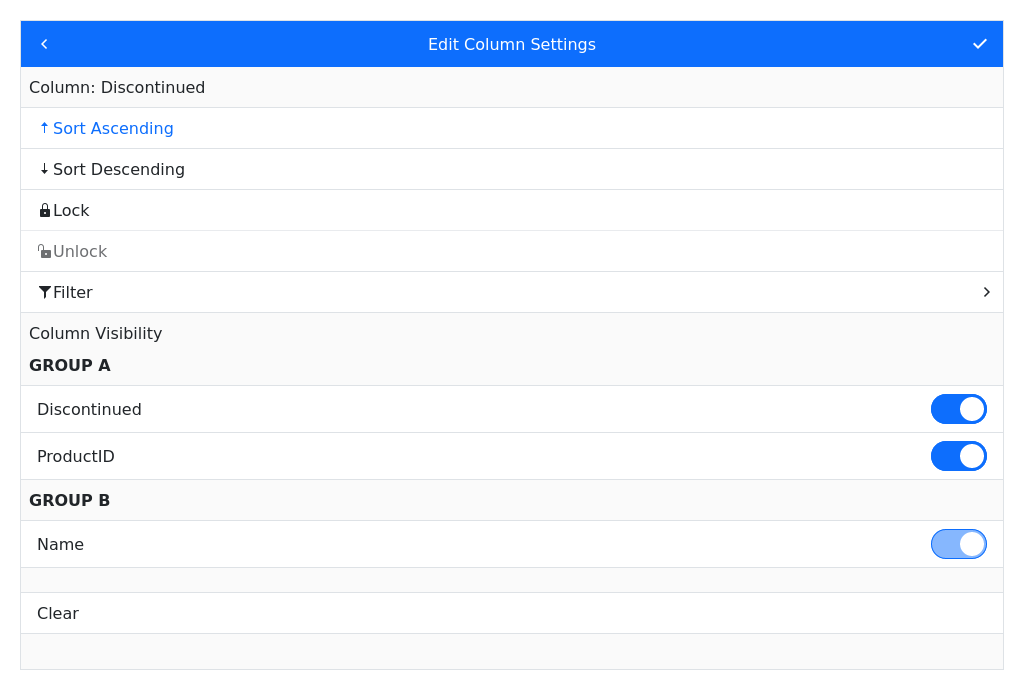 Edit Column Settings
Column: Discontinued
Sort Ascending
Sort Descending
Lock
Unlock
Filter
Column Visibility
GROUP A
Discontinued
ProductID
GROUP B
Name
Clear